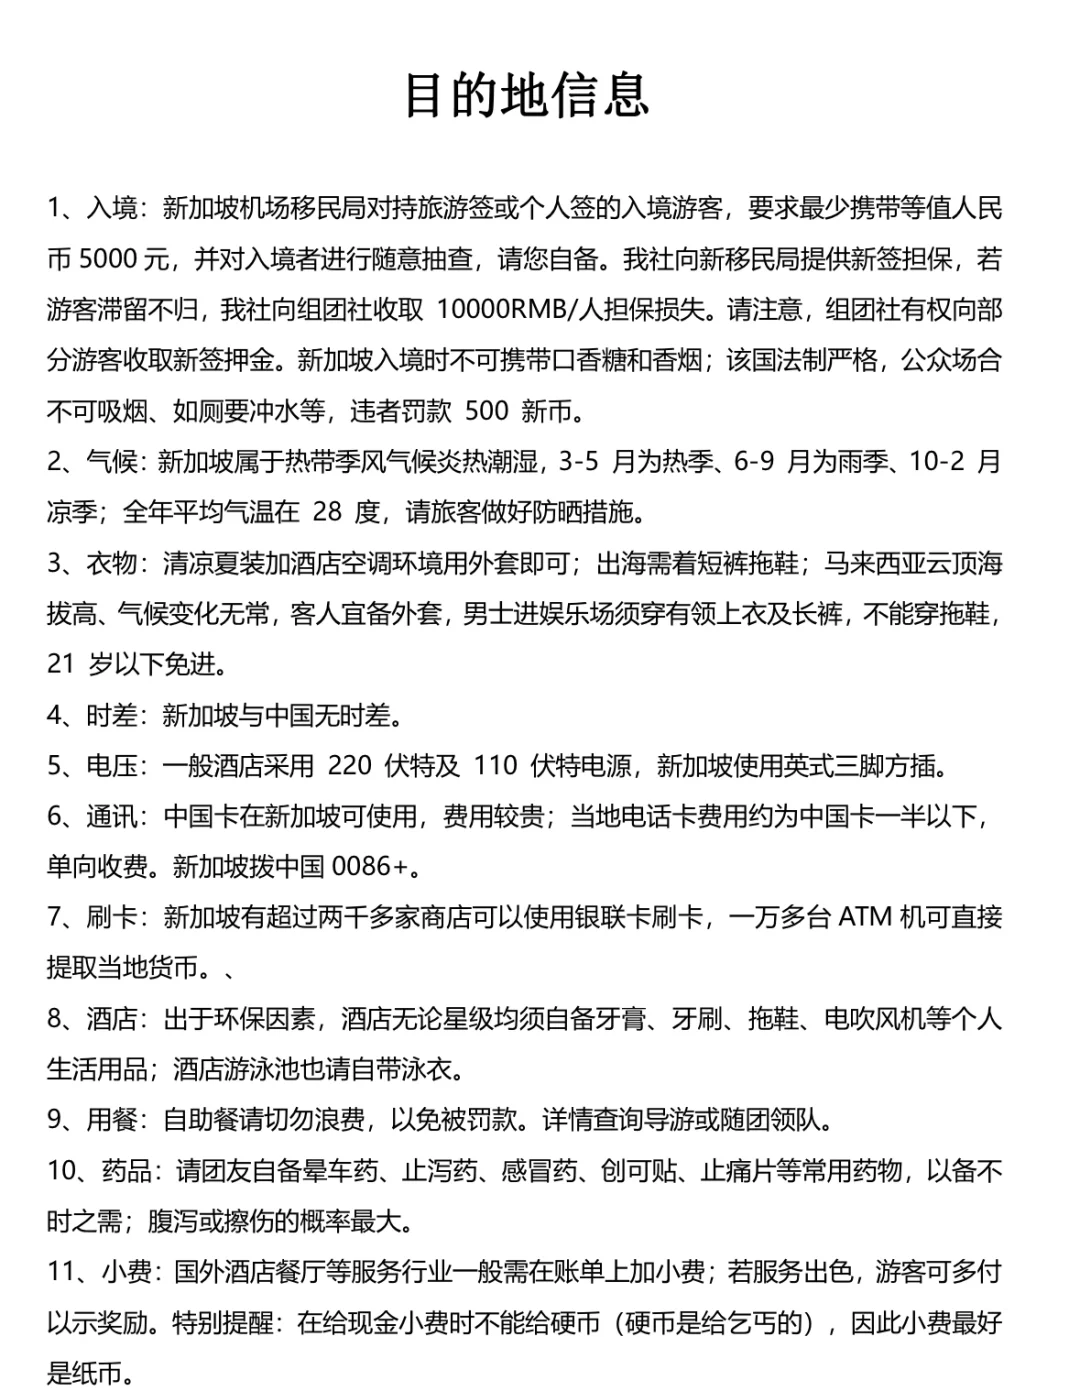 目的地信息
1、入境：新加坡机场移民局对持旅游签或个人签的入境游客，要求最少携带等值人民
币 5000 元，并对入境者进行随意抽查，请您自备。我社向新移民局提供新签担保，若
游客滞留不归，我社向组团社收取 10000RMB/人担保损失。请注意，组团社有权向部
分游客收取新签押金。新加坡入境时不可携带口香糖和香烟；该国法制严格，公众场合
不可吸烟、如厕要冲水等，违者罚款 500 新币。
2、气候：新加坡属于热带季风气候炎热潮湿，3-5 月为热季、6-9 月为雨季、10-2 月
凉季；全年平均气温在 28 度，请旅客做好防晒措施。
3、衣物：清凉夏装加酒店空调环境用外套即可；出海需着短裤拖鞋；马来西亚云顶海
拔高、气候变化无常，客人宜备外套，男士进娱乐场须穿有领上衣及长裤，不能穿拖鞋，
21 岁以下免进。
4、时差：新加坡与中国无时差。
5、电压：一般酒店采用 220 伏特及 110 伏特电源，新加坡使用英式三脚方插。
6、通讯：中国卡在新加坡可使用，费用较贵；当地电话卡费用约为中国卡一半以下，
单向收费。新加坡拨中国 0086+。
7、刷卡：新加坡有超过两千多家商店可以使用银联卡刷卡，一万多台 ATM 机可直接
提取当地货币。、
8、酒店：出于环保因素，酒店无论星级均须自备牙膏、牙刷、拖鞋、电吹风机等个人
生活用品；酒店游泳池也请自带泳衣。
9、用餐：自助餐请切勿浪费，以免被罚款。详情查询导游或随团领队。
10、药品：请团友自备晕车药、止泻药、感冒药、创可贴、止痛片等常用药物，以备不
时之需；腹泻或擦伤的概率最大。
11、小费：国外酒店餐厅等服务行业一般需在账单上加小费；若服务出色，游客可多付
以示奖励。特别提醒：在给现金小费时不能给硬币（硬币是给乞丐的），因此小费最好
是纸币。